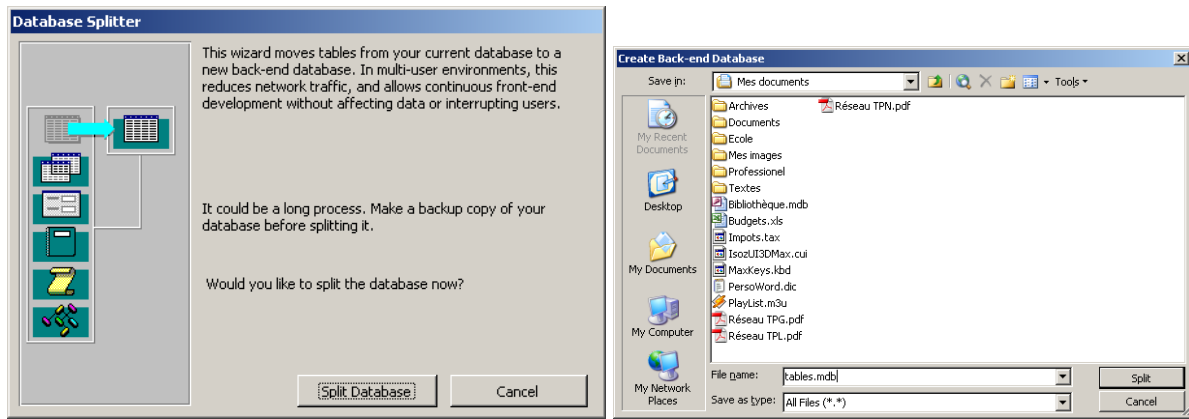 Database Splitter
This wizard moves tables from your current database to a
new back-end database. In multi-user environments, this
reduces network traffic, and allows continuous front-end
development without affecting data or interrupting users.
It could be a long process. Make a backup copy of your
database before splitting it.
Would you like to split the database now?
Split Database
Cancel
Create Back-end Database
Save in:
Mes documents
Tools
My Recent
Documents
Desktop
My Documents
My Computer
My Network
Places
Archives
Documents
Ecole
Mes images
Professionel
Textes
Bibliothèque.mdb
Budgets.xls
Impots.tax
IsozUI3DMax.cui
MaxKeys.kbd
PersoWord.dic
PlayList.m3u
Réseau TPG.pdf
Réseau TPL.pdf
Réseau TPN.pdf
File name:
tables.mdb
Split
Save as type:
All Files (*.*)
Cancel